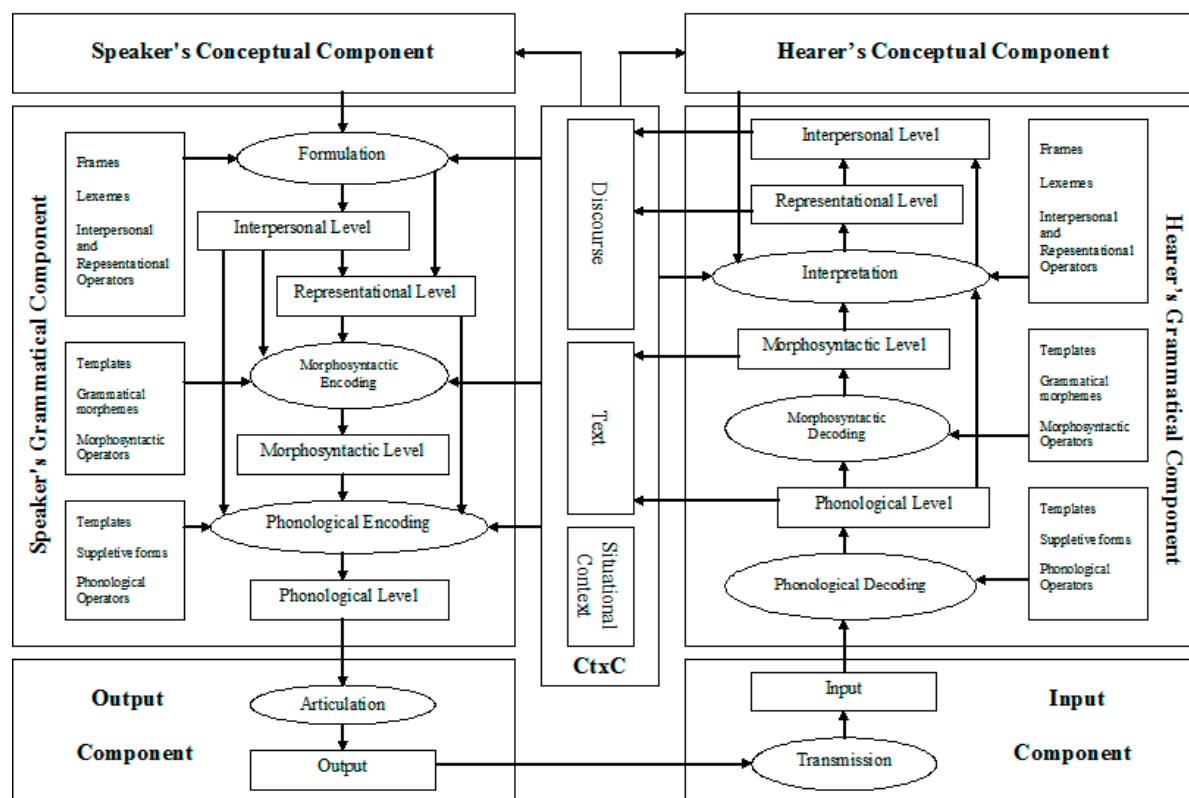 Speaker's Conceptual Component
Hearer's Conceptual Component
Speaker's Grammatical Component
Frames
Lexemes
Interpersonal
and
Representational
Operators
Formulation
Interpersonal Level
Representational Level
Templates
Grammatical
morphemes
Morphosyntactic
Operators
Morphosyntactic
Encoding
Morphosyntactic Level
Templates
Suppletive forms
Phonological
Operators
Phonological Encoding
Phonological Level
Discourse
Text
Situational
Context
CtxC
Interpersonal Level
Representational Level
Interpretation
Frames
Lexemes
Interpersonal
and
Representational
Operators
Morphosyntactic Level
Morphosyntactic
Decoding
Templates
Grammatical
morphemes
Morphosyntactic
Operators
Phonological Level
Phonological Decoding
Templates
Suppletive forms
Phonological
Operators
Hearer's Grammatical Component
Output
Component
Articulation
Output
Input
Transmission
Input
Component